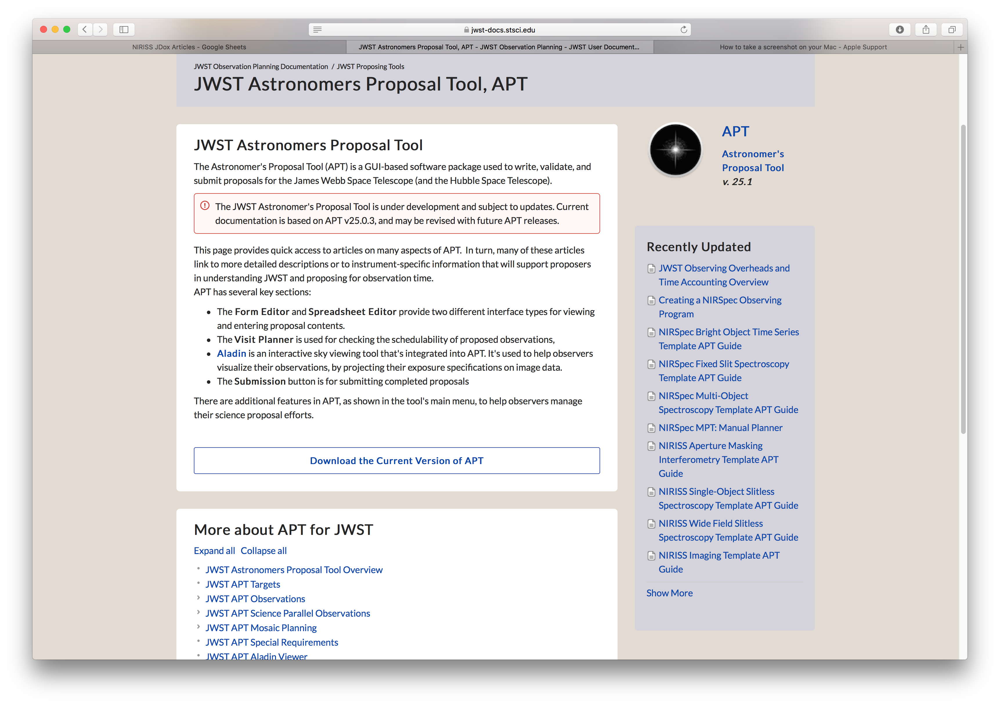 jwst-docs.stsci.edu
NIRISS JDox Articles - Google Sheets
JWST Astronomers Proposal Tool, APT - JWST Observation Planning - JWST User Document...
How to take a screenshot on your Mac - Apple Support
JWST Observation Planning Documentation / JWST Proposing Tools
JWST Astronomers Proposal Tool, APT
JWST Astronomers Proposal Tool
The Astronomer's Proposal Tool (APT) is a GUI-based software package used to write, validate, and
submit proposals for the James Webb Space Telescope (and the Hubble Space Telescope).
The JWST Astronomer's Proposal Tool is under development and subject to updates. Current
documentation is based on APT v25.0.3, and may be revised with future APT releases.
This page provides quick access to articles on many aspects of APT. In turn, many of these articles
link to more detailed descriptions or to instrument-specific information that will support proposers
in understanding JWST and proposing for observation time.
APT has several key sections:
The Form Editor and Spreadsheet Editor provide two different interface types for viewing
and entering proposal contents.
The Visit Planner is used for checking the schedulability of proposed observations,
Aladin is an interactive sky viewing tool that's integrated into APT. It's used to help observers
visualize their observations, by projecting their exposure specifications on image data.
The Submission button is for submitting completed proposals
There are additional features in APT, as shown in the tool's main menu, to help observers manage
their science proposal efforts.
Download the Current Version of APT
More about APT for JWST
Expand all Collapse all
JWST Astronomers Proposal Tool Overview
JWST APT Targets
JWST APT Observations
JWST APT Science Parallel Observations
JWST APT Mosaic Planning
JWST APT Special Requirements
JWST APT Aladin Viewer
APT
Astronomer's
Proposal Tool
v. 25.1
Recently Updated
JWST Observing Overheads and
Time Accounting Overview
Creating a NIRSpec Observing
Program
NIRSpec Bright Object Time Series
Template APT Guide
NIRSpec Fixed Slit Spectroscopy
Template APT Guide
NIRSpec Multi-Object
Spectroscopy Template APT Guide
NIRSpec MPT: Manual Planner
NIRISS Aperture Masking
Interferometry Template APT
Guide
NIRISS Single-Object Slitless
Spectroscopy Template APT Guide
NIRISS Wide Field Slitless
Spectroscopy Template APT Guide
NIRISS Imaging Template APT
Guide
Show More